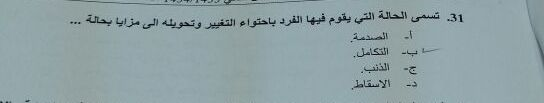 31. تسمى الحالة التي يقوم فيها الفرد باحتواء التغيير وتحويله الى مزايا بحالة ...
أ- الصدمة.
ب- التكامل.
ج- الذنب.
د- الاسقاط.